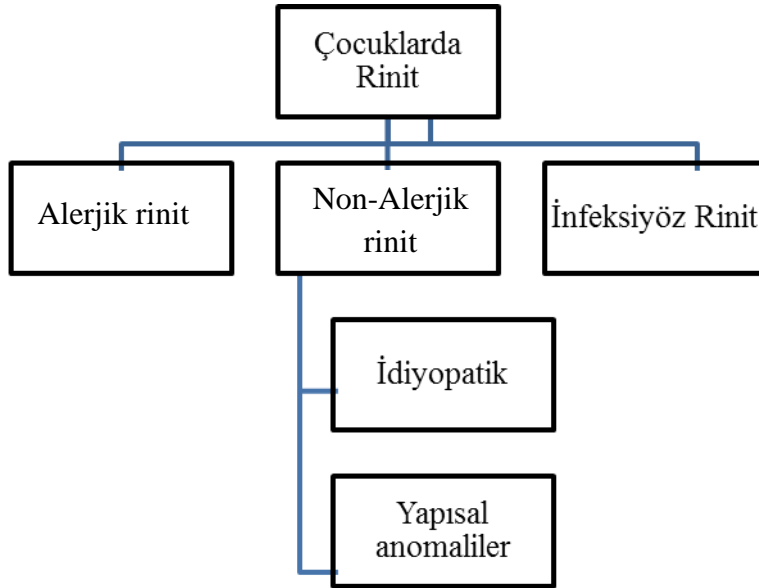 Çocuklarda
Rinit
Alerjik rinit
Non-Alerjik
rinit
İnfeksiyöz Rinit
İdiyopatik
Yapısal
anomaliler